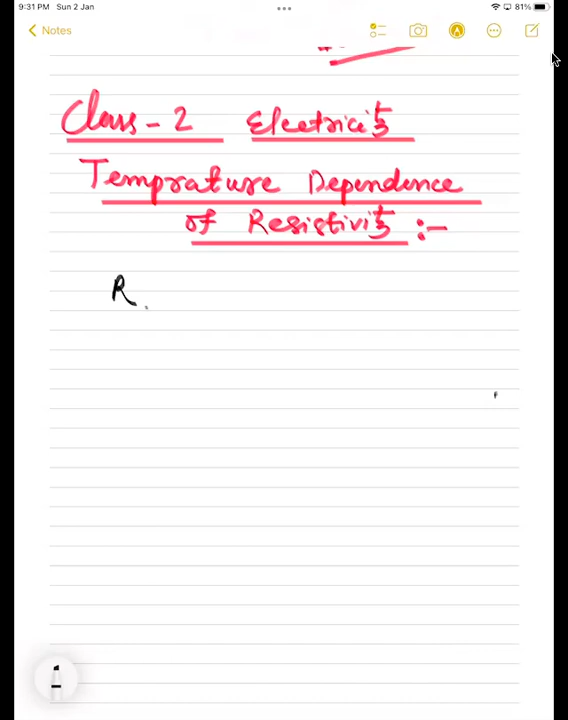 9:31 PM Sun 2 Jan
81%
Notes
Class - 2 Electricity
Temprature Dependence
of Resistivity :-
R